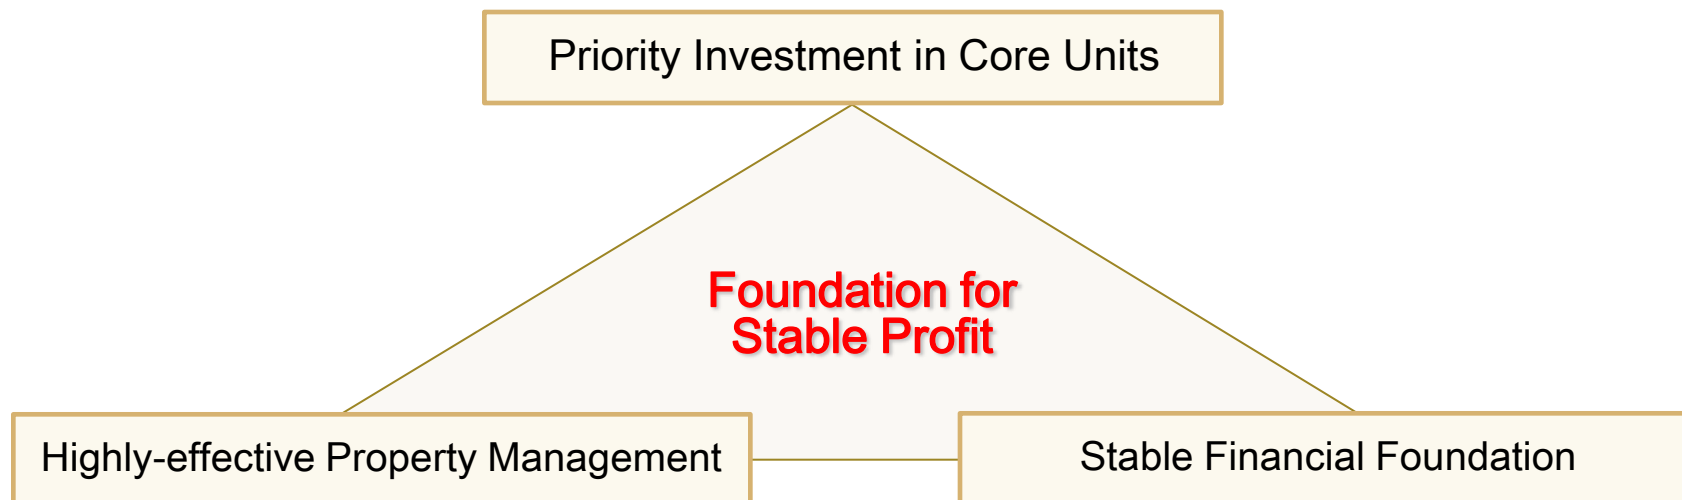 Priority Investment in Core Units
Foundation for
Stable Profit
Highly-effective Property Management
Stable Financial Foundation